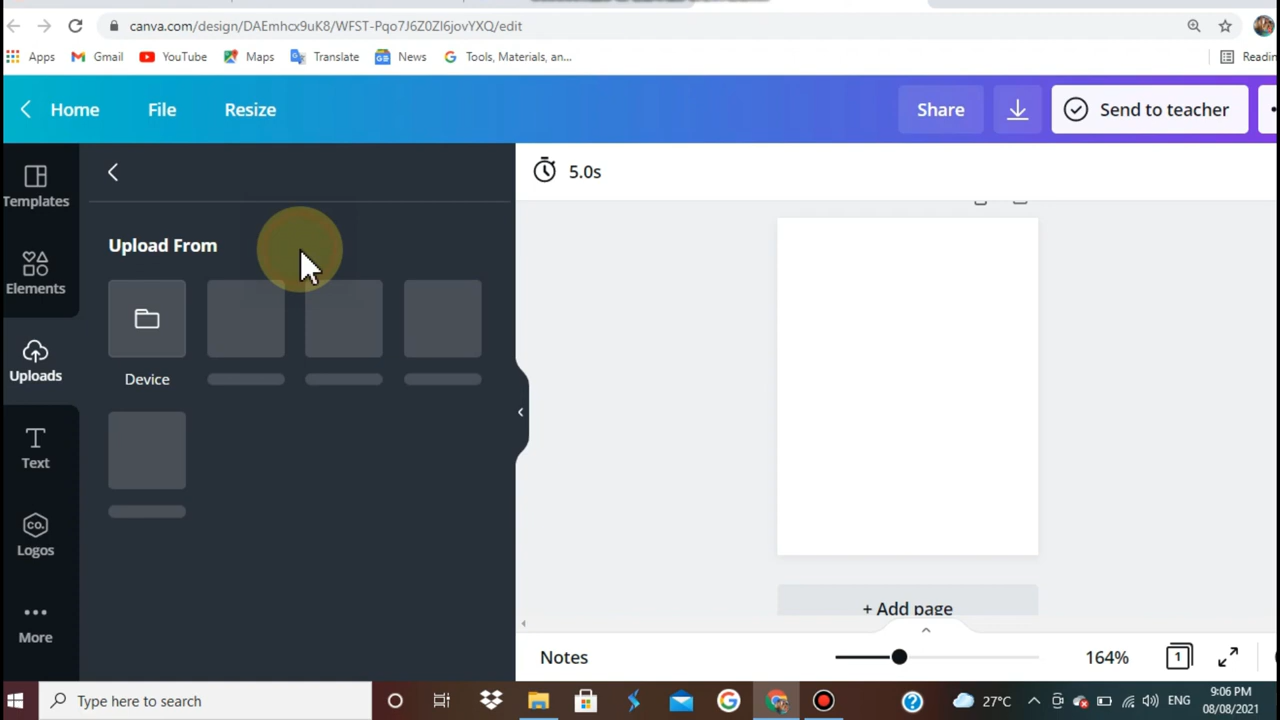 canva.com/design/DAEmhcx9uK8/WFST-Pqo7J6Z0Zl6jovYXQ/edit
Apps Gmail YouTube Maps Translate News Tools, Materials, an... Readin
Home File Resize Share Send to teacher
Templates
Elements
Uploads
Text
Logos
CO.
More
Upload From
Device
5.0s
+ Add page
Notes 164% 1
Type here to search
27°C ENG 9:06 PM
08/08/2021